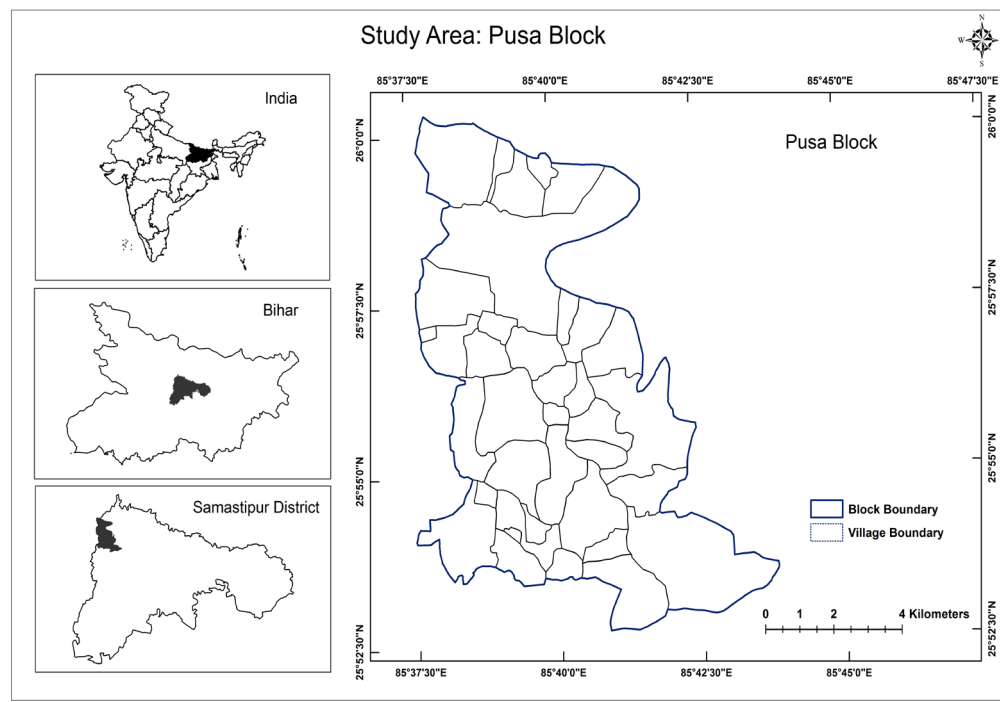 Study Area: Pusa Block
N
W
S
India
Bihar
Samastipur District
85°37'30"E 85°40'0"E 85°42'30"E 85°45'0"E 85°47'30"E
Pusa Block
26°0'0"N
25°57'30"N
25°55'0"N
25°52'30"N
26°0'0"N
25°57'30"N
25°55'0"N
25°52'30"N
Block Boundary
Village Boundary
0 1 2 4 Kilometers
85°37'30"E 85°40'0"E 85°42'30"E 85°45'0"E